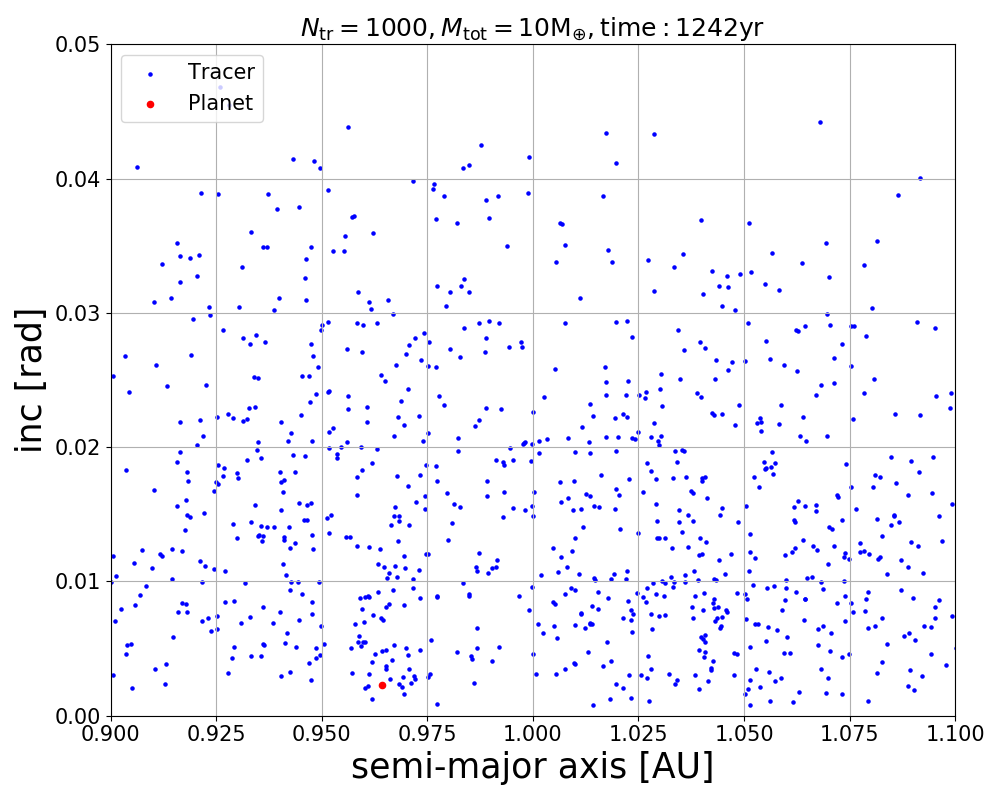 N_tr = 1000, M_tot = 10M_⊕, time : 1242yr
Tracer
Planet
0.05
0.04
0.03
0.02
0.01
0.00
inc [rad]
0.900 0.925 0.950 0.975 1.000 1.025 1.050 1.075 1.100
semi-major axis [AU]